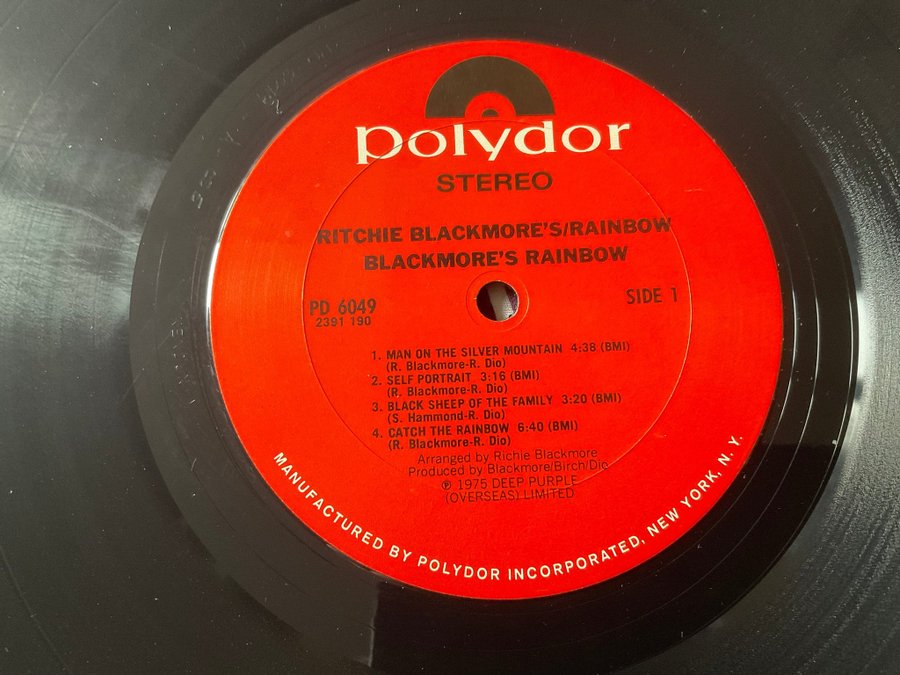 polydor
STEREO
RITCHIE BLACKMORE'S/RAINBOW
BLACKMORE'S RAINBOW
PD 6049
2391 190
SIDE 1
1. MAN ON THE SILVER MOUNTAIN 4:38 (BMI)
(R. Blackmore-R. Dio)
2. SELF PORTRAIT 3:16 (BMI)
(R. Blackmore-R. Dio)
3. BLACK SHEEP OF THE FAMILY 3:20 (BMI)
(S. Hammond-R. Dio)
4. CATCH THE RAINBOW 6:40 (BMI)
(R. Blackmore-R. Dio)
Arranged by Richie Blackmore
Produced by Blackmore/Birch/Dio
℗ 1975 DEEP PURPLE
(OVERSEAS) LIMITED
MANUFACTURED BY POLYDOR INCORPORATED, NEW YORK, N. Y.